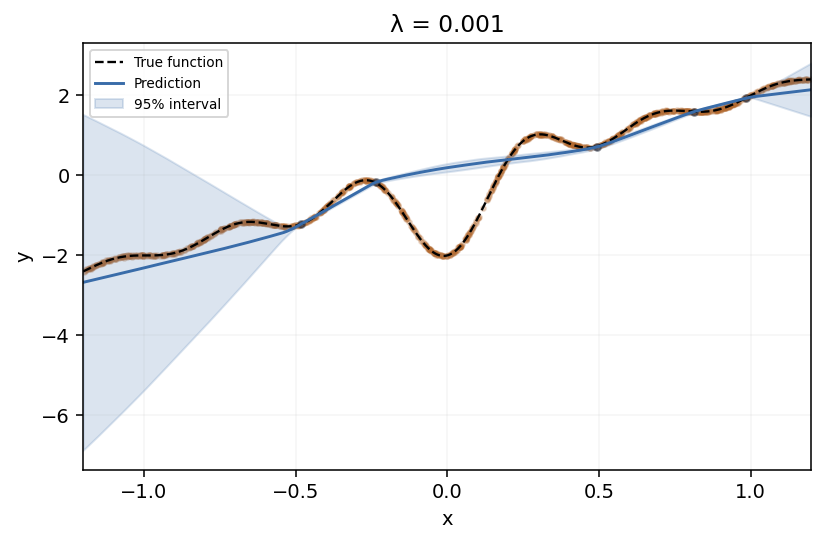 λ = 0.001
True function
Prediction
95% interval
2
0
−2
−4
−6
y
−1.0 −0.5 0.0 0.5 1.0
x